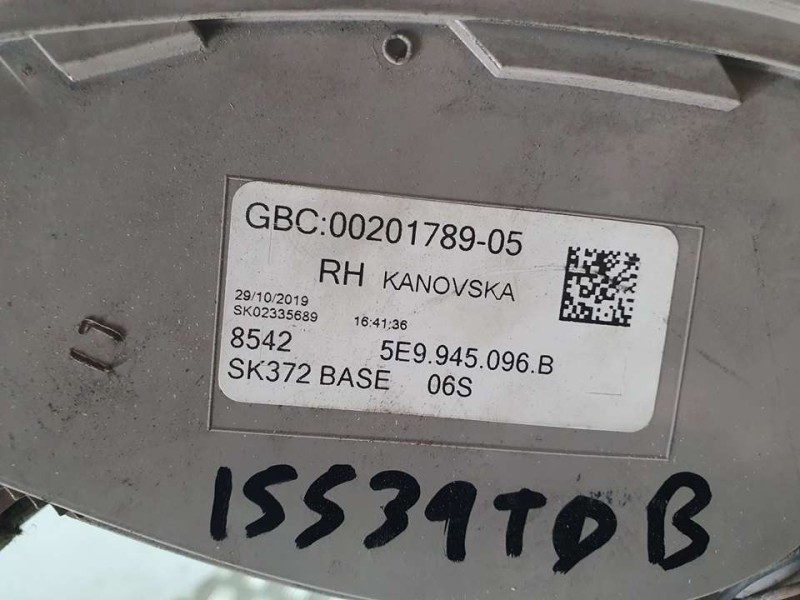 GBC:00201789-05
RH KANOVSKA
29/10/2019
SK02335689 16:41:36
8542 5E9.945.096.B
SK372 BASE 06S
15539TDB